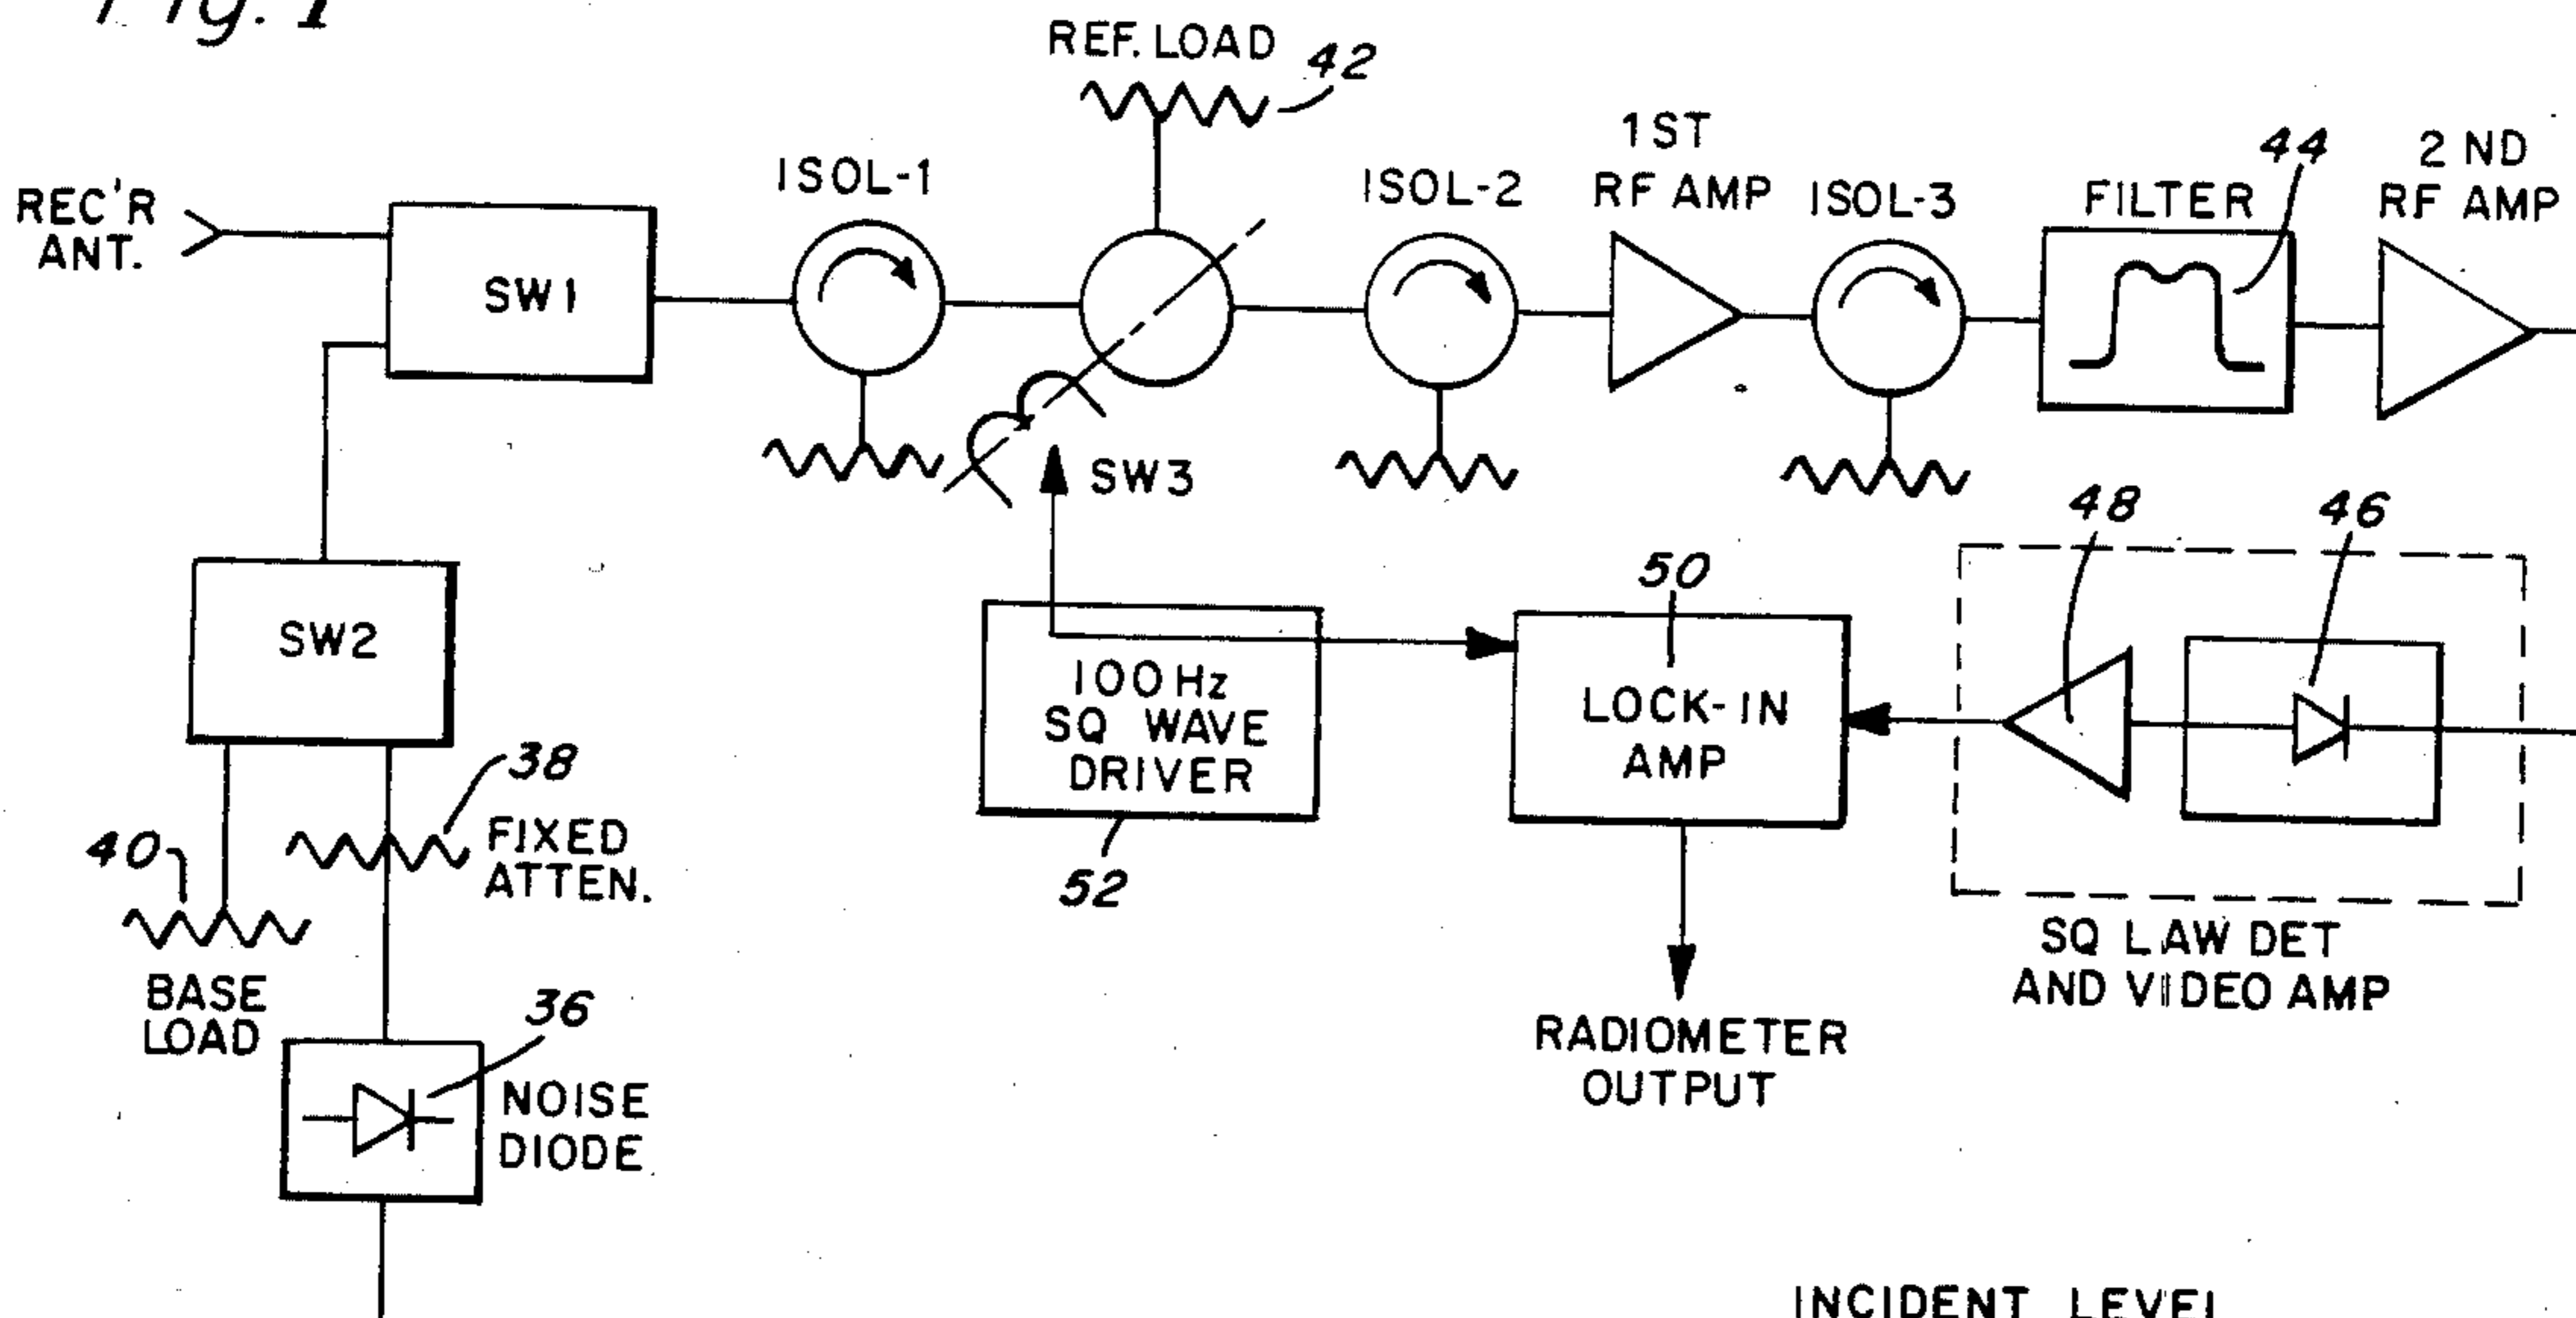 Fig. 1
REF. LOAD
42
REC'R
ANT.
SW1
ISOL-1
ISOL-2
1ST
RF AMP
ISOL-3
FILTER
44
2ND
RF AMP
SW3
SW2
38
FIXED
ATTEN.
40
BASE
LOAD
36
NOISE
DIODE
100 Hz
SQ WAVE
DRIVER
52
50
LOCK-IN
AMP
48
46
SQ LAW DET
AND VIDEO AMP
RADIOMETER
OUTPUT
INCIDENT LEVEL